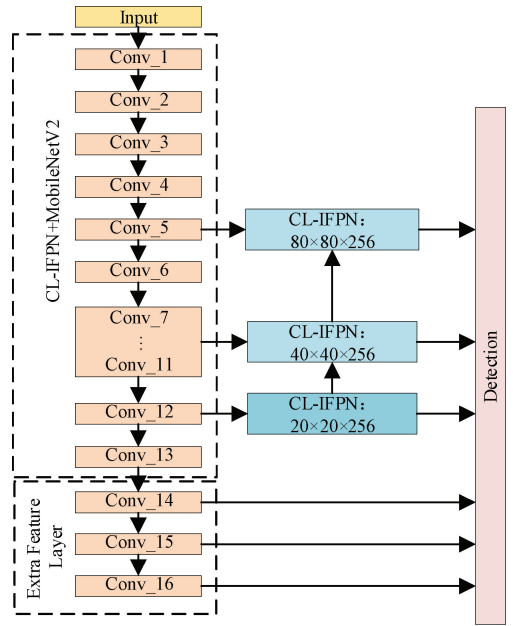 Input
CL-IFPN+MobileNetV2
Conv_1
Conv_2
Conv_3
Conv_4
Conv_5
Conv_6
Conv_7
⋮
Conv_11
Conv_12
Conv_13
CL-IFPN:
80×80×256
CL-IFPN:
40×40×256
CL-IFPN:
20×20×256
Extra Feature
Layer
Conv_14
Conv_15
Conv_16
Detection